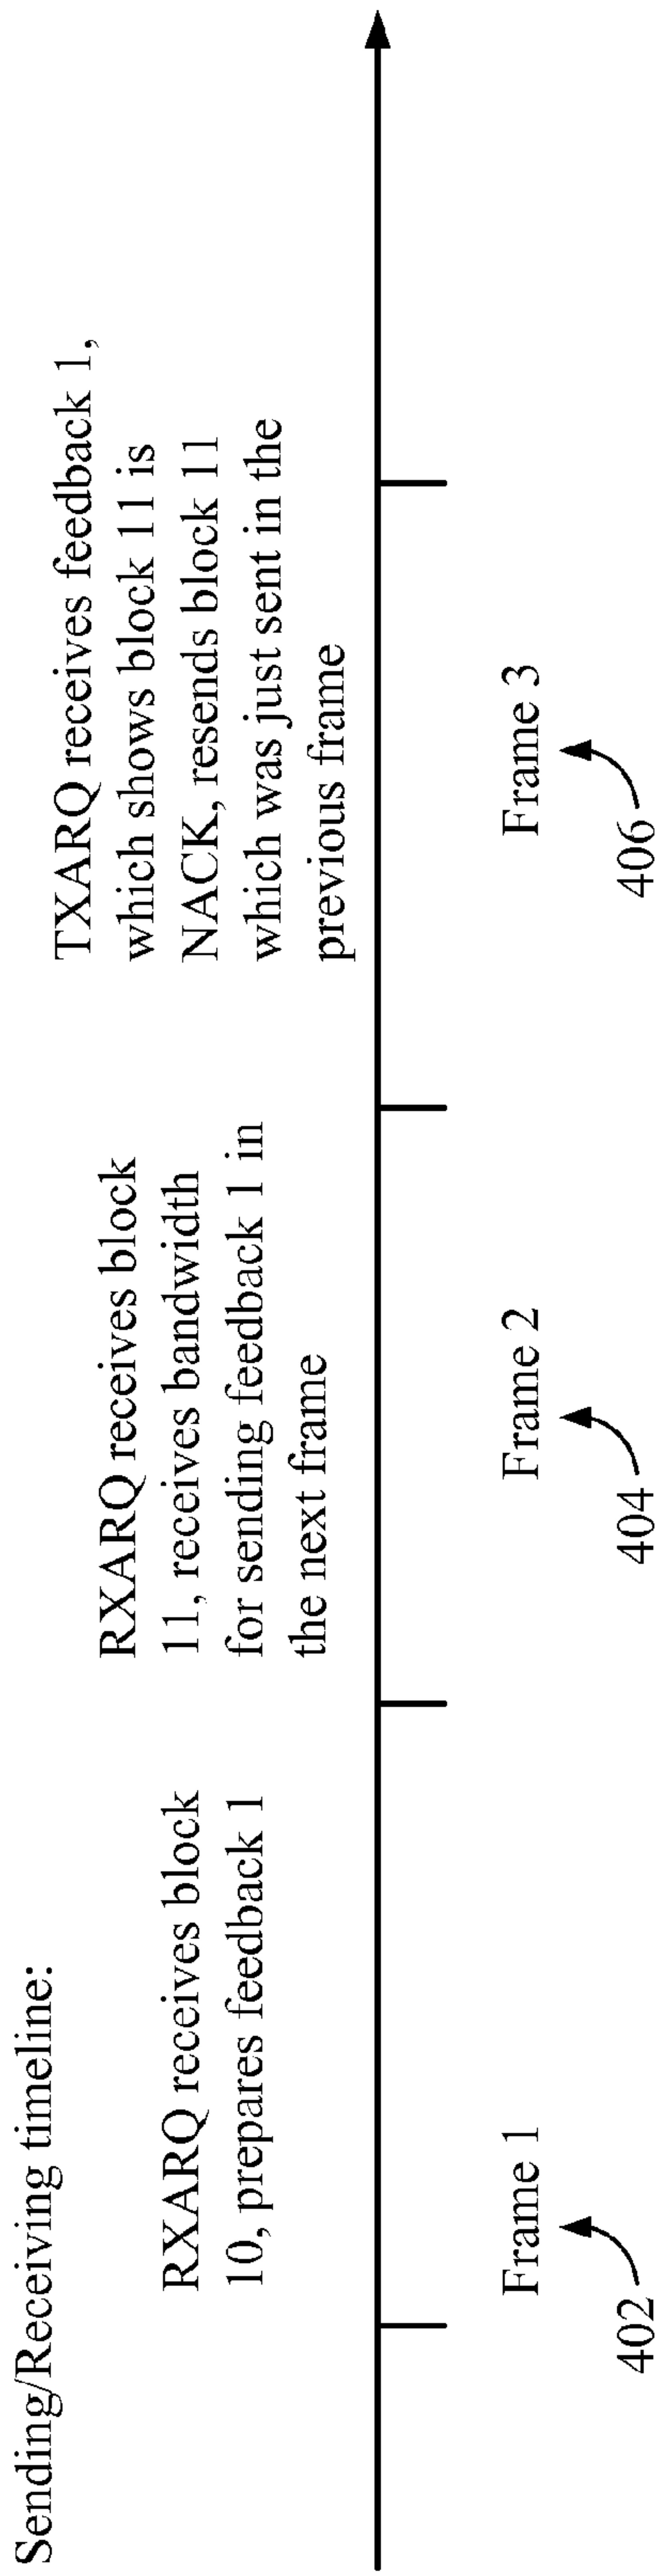 Sending/Receiving timeline:
RXARQ receives block
10, prepares feedback 1
RXARQ receives block
11, receives bandwidth
for sending feedback 1 in
the next frame
TXARQ receives feedback 1,
which shows block 11 is
NACK, resends block 11
which was just sent in the
previous frame
Frame 1
Frame 2
Frame 3
402
404
406